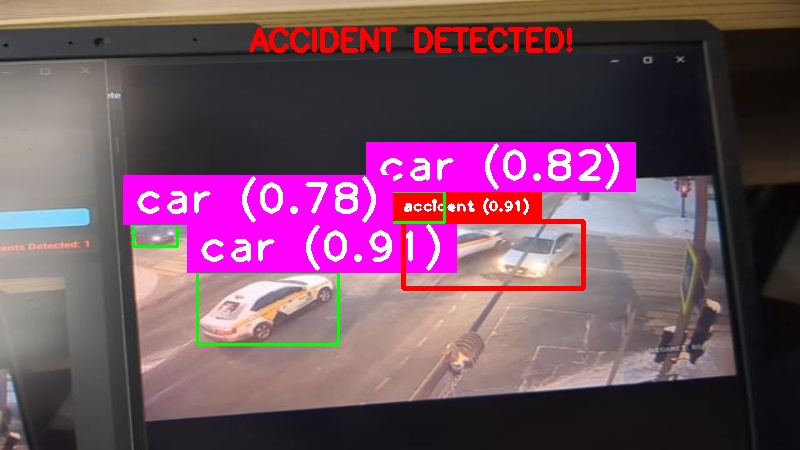 ACCIDENT DETECTED!
car (0.82)
car (0.78)
accident (0.91)
car (0.91)
ents Detected: 1